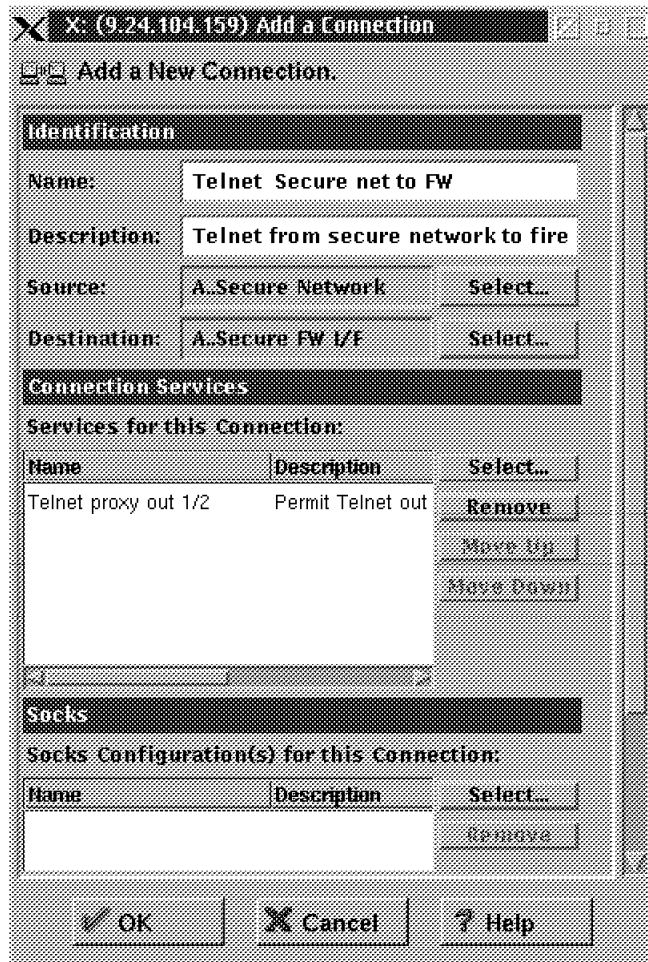 X: (9.24.104.159) Add a Connection
Add a New Connection.
Identification
Name: Telnet Secure net to FW
Description: Telnet from secure network to fire
Source: A..Secure Network Select...
Destination: A..Secure FW I/F Select...
Connection Services
Services for this Connection:
Name Description Select...
Telnet proxy out 1/2 Permit Telnet out Remove
Move Up
Move Down
Socks
Socks Configuration(s) for this Connection:
Name Description Select...
Remove
OK Cancel ? Help